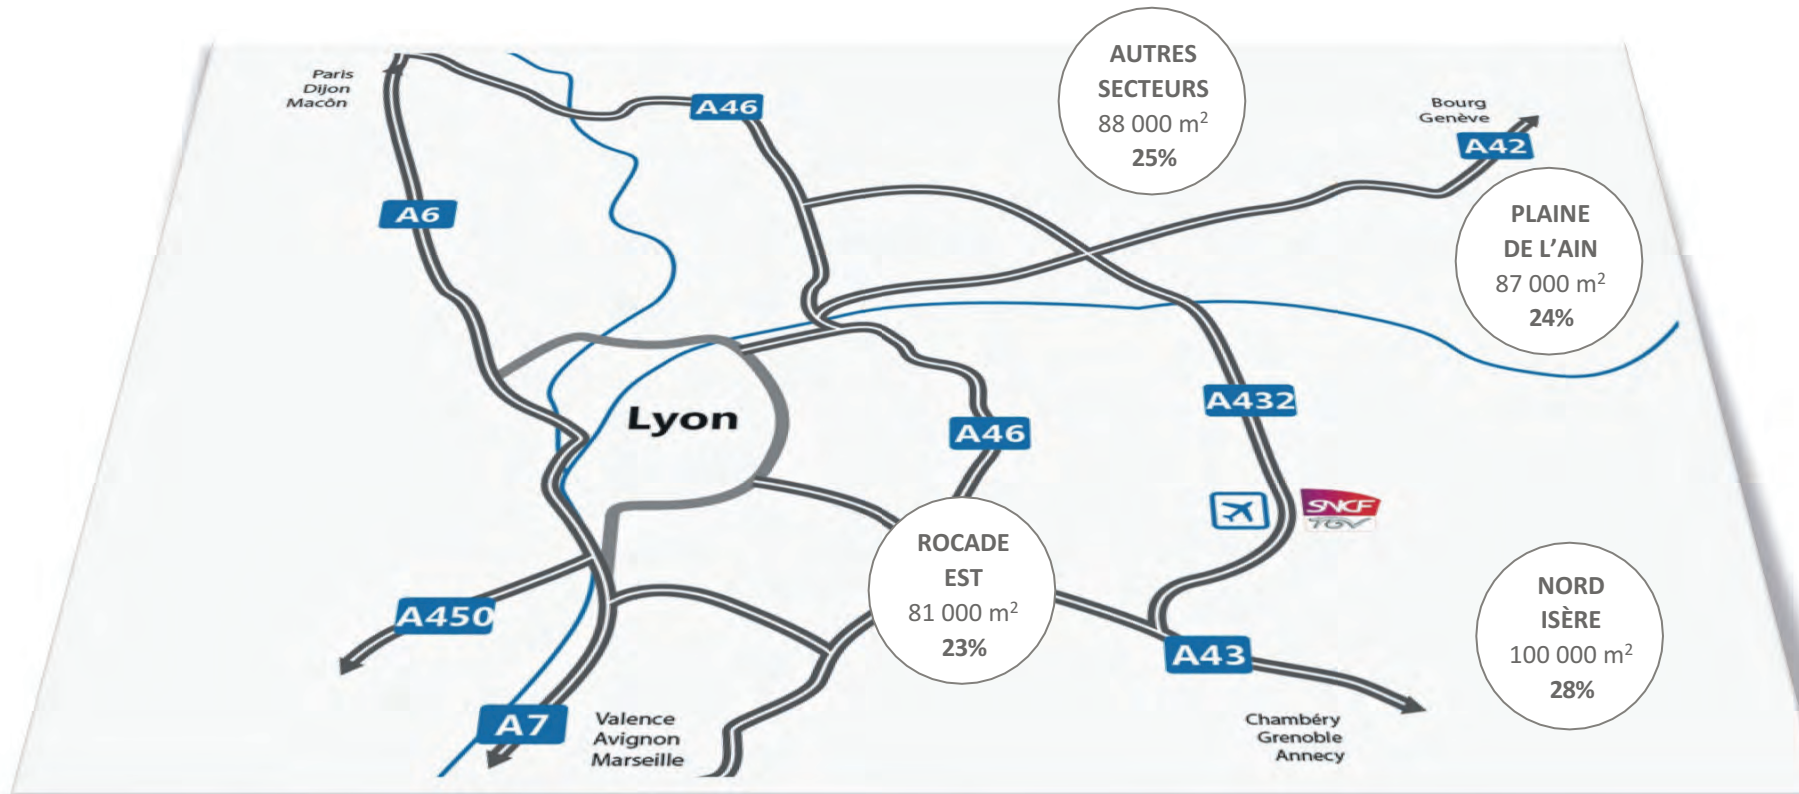 Paris
Dijon
Macôn
A46
AUTRES
SECTEURS
88 000 m²
25%
Bourg
Genève
A42
A6
PLAINE
DE L'AIN
87 000 m²
24%
Lyon
A46
A432
SNCF
TGV
ROCADE
EST
81 000 m²
23%
A450
A43
NORD
ISÈRE
100 000 m²
28%
A7
Valence
Avignon
Marseille
Chambéry
Grenoble
Annecy